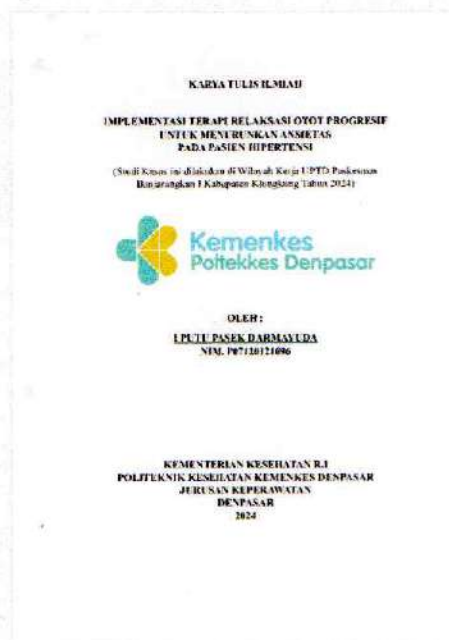 KARYA TULIS ILMIAH
IMPLEMENTASI TERAPI RELAKSASI OTOT PROGRESIF
UNTUK MENURUNKAN ANSIETAS
PADA PASIEN HIPERTENSI
(Studi Kasus ini dilakukan di Wilayah Kerja UPTD Puskesmas
Banjarangkan I Kabupaten Klungkung Tahun 2024)
Kemenkes
Poltekkes Denpasar
OLEH :
I PUTU PASEK DARMAYUDA
NIM. P07120121096
KEMENTERIAN KESEHATAN R.I
POLITEKNIK KESEHATAN KEMENKES DENPASAR
JURUSAN KEPERAWATAN
DENPASAR
2024